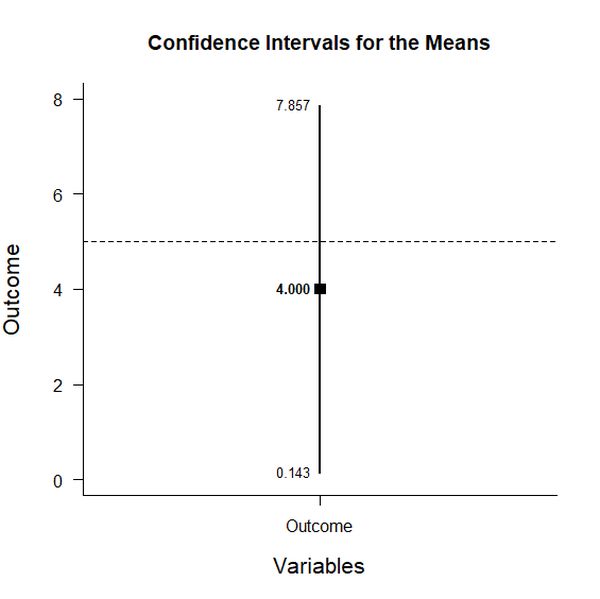 Confidence Intervals for the Means
8
7.857
6
4
4.000
2
0
0.143
Outcome
Outcome
Variables